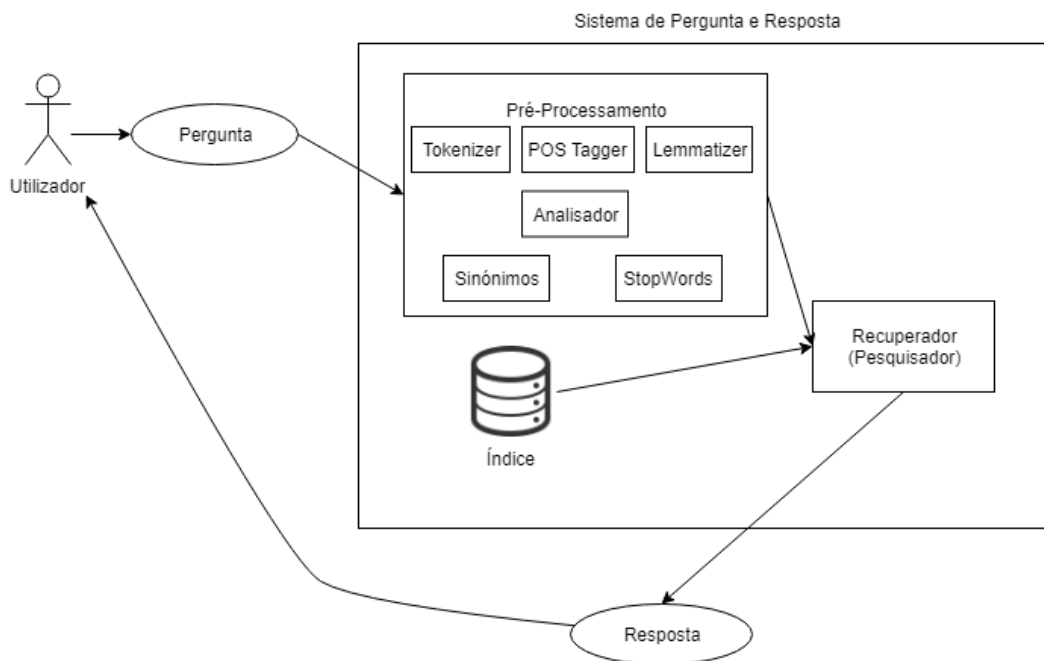 Sistema de Pergunta e Resposta
Pré-Processamento
Tokenizer
POS Tagger
Lemmatizer
Analisador
Sinónimos
StopWords
Utilizador
Pergunta
Recuperador
(Pesquisador)
Índice
Resposta